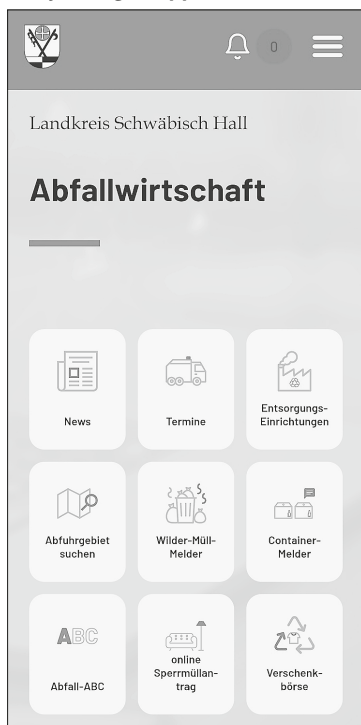 0
Landkreis Schwäbisch Hall
Abfallwirtschaft
News
Termine
Entsorgungs-
Einrichtungen
Abfuhrgebiet
suchen
Wilder-Müll-
Melder
Container-
Melder
ABC
Abfall-ABC
online
Sperrmüllan-
trag
Verschenk-
börse